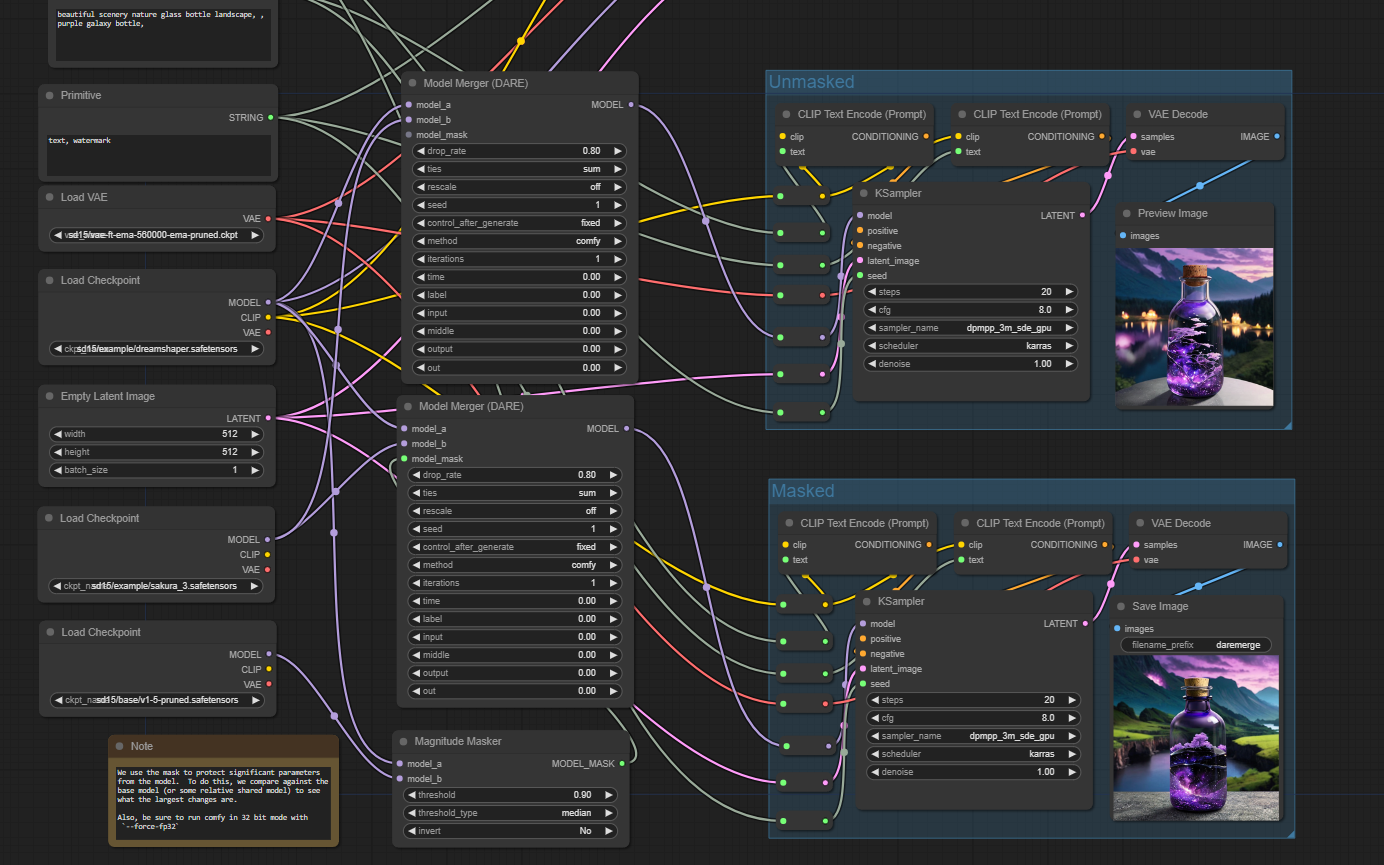 beautiful scenery nature glass bottle landscape, ,
purple galaxy bottle,
Primitive
STRING
text, watermark
Load VAE
VAE
sd15/vae-ft-ema-560000-ema-pruned.ckpt
Load Checkpoint
MODEL
CLIP
VAE
sd15/example/dreamshaper.safetensors
Empty Latent Image
LATENT
width 512
height 512
batch_size 1
Load Checkpoint
MODEL
CLIP
VAE
sd15/example/sakura_3.safetensors
Load Checkpoint
MODEL
CLIP
VAE
sd15/base/v1-5-pruned.safetensors
Note
We use the mask to protect significant parameters
from the model. To do this, we compare against the
base model (or some relative shared model) to see
what the largest changes are.
Also, be sure to run comfy in 32 bit mode with
`--force-fp32`
Model Merger (DARE)
model_a MODEL
model_b
model_mask
drop_rate 0.80
ties sum
rescale off
seed 1
control_after_generate fixed
method comfy
iterations 1
time 0.00
label 0.00
input 0.00
middle 0.00
output 0.00
out 0.00
Model Merger (DARE)
model_a MODEL
model_b
model_mask
drop_rate 0.80
ties sum
rescale off
seed 1
control_after_generate fixed
method comfy
iterations 1
time 0.00
label 0.00
input 0.00
middle 0.00
output 0.00
out 0.00
Magnitude Masker
model_a MODEL_MASK
model_b
threshold 0.90
threshold_type median
invert No
Unmasked
CLIP Text Encode (Prompt)
clip CONDITIONING
text
CLIP Text Encode (Prompt)
clip CONDITIONING
text
VAE Decode
samples IMAGE
vae
KSampler
model LATENT
positive
negative
latent_image
seed
steps 20
cfg 8.0
sampler_name dpmpp_3m_sde_gpu
scheduler karras
denoise 1.00
Preview Image
images
Masked
CLIP Text Encode (Prompt)
clip CONDITIONING
text
CLIP Text Encode (Prompt)
clip CONDITIONING
text
VAE Decode
samples IMAGE
vae
KSampler
model LATENT
positive
negative
latent_image
seed
steps 20
cfg 8.0
sampler_name dpmpp_3m_sde_gpu
scheduler karras
denoise 1.00
Save Image
images
filename_prefix daremerge